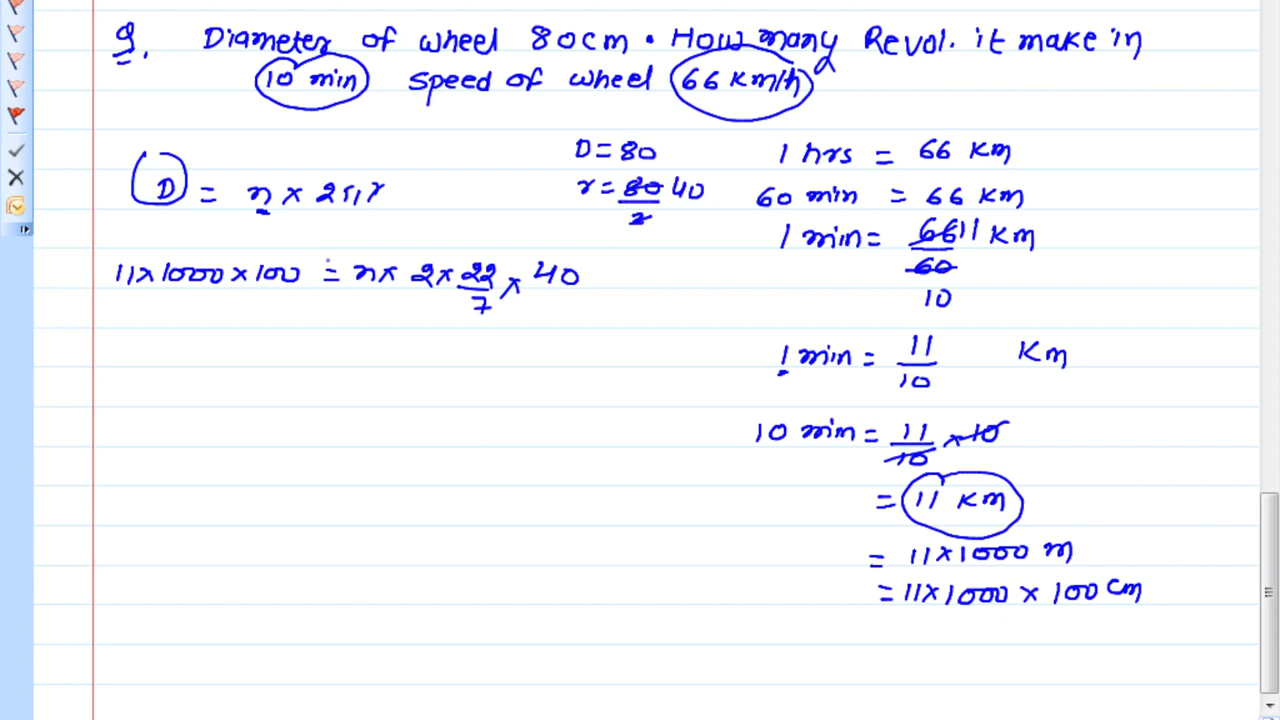 Q. Diameter of wheel 80cm. How many Revol. it make in
10 min speed of wheel 66 Km/h
D = n × 2πr
11×1000×100 = n× 2×22/7 × 40
D = 80
r = 80/2 40
1 hrs = 66 Km
60 min = 66 Km
1 min = 66/60 11 Km
10
1 min = 11/10 Km
10 min = 11/10 ×10
= 11 Km
= 11×1000 m
= 11×1000 × 100 cm